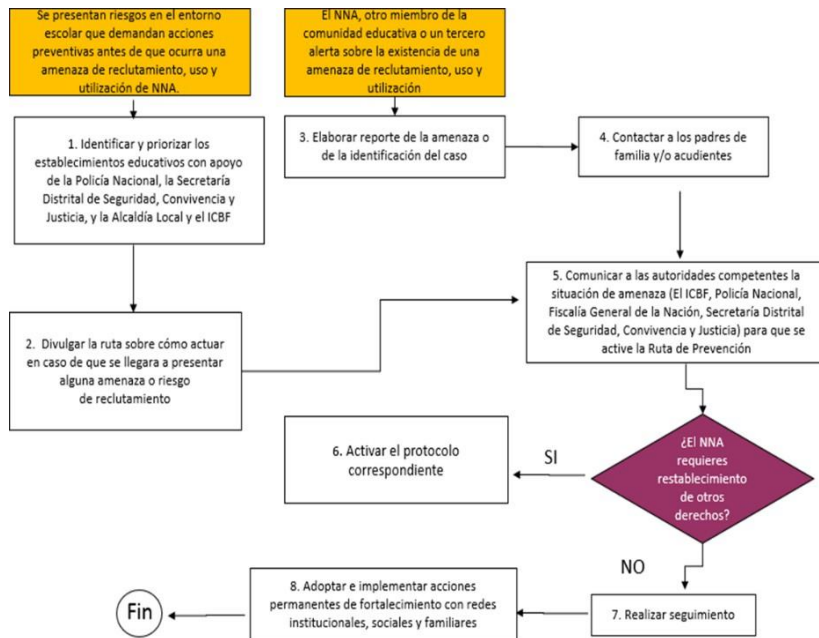 Se presentan riesgos en el entorno
escolar que demandan acciones
preventivas antes de que ocurra una
amenaza de reclutamiento, uso y
utilización de NNA.
El NNA, otro miembro de la
comunidad educativa o un tercero
alerta sobre la existencia de una
amenaza de reclutamiento, uso y
utilización
1. Identificar y priorizar los
establecimientos educativos con apoyo
de la Policía Nacional, la Secretaría
Distrital de Seguridad, Convivencia y
Justicia, y la Alcaldía Local y el ICBF
3. Elaborar reporte de la amenaza o
de la identificación del caso
4. Contactar a los padres de
familia y/o acudientes
2. Divulgar la ruta sobre cómo actuar
en caso de que se llegara a presentar
alguna amenaza o riesgo
de reclutamiento
5. Comunicar a las autoridades competentes la
situación de amenaza (El ICBF, Policía Nacional,
Fiscalía General de la Nación, Secretaría Distrital
de Seguridad, Convivencia y Justicia) para que se
active la Ruta de Prevención
¿El NNA
requieres
restablecimiento
de otros
derechos?
SI
6. Activar el protocolo
correspondiente
NO
7. Realizar seguimiento
8. Adoptar e implementar acciones
permanentes de fortalecimiento con redes
institucionales, sociales y familiares
Fin